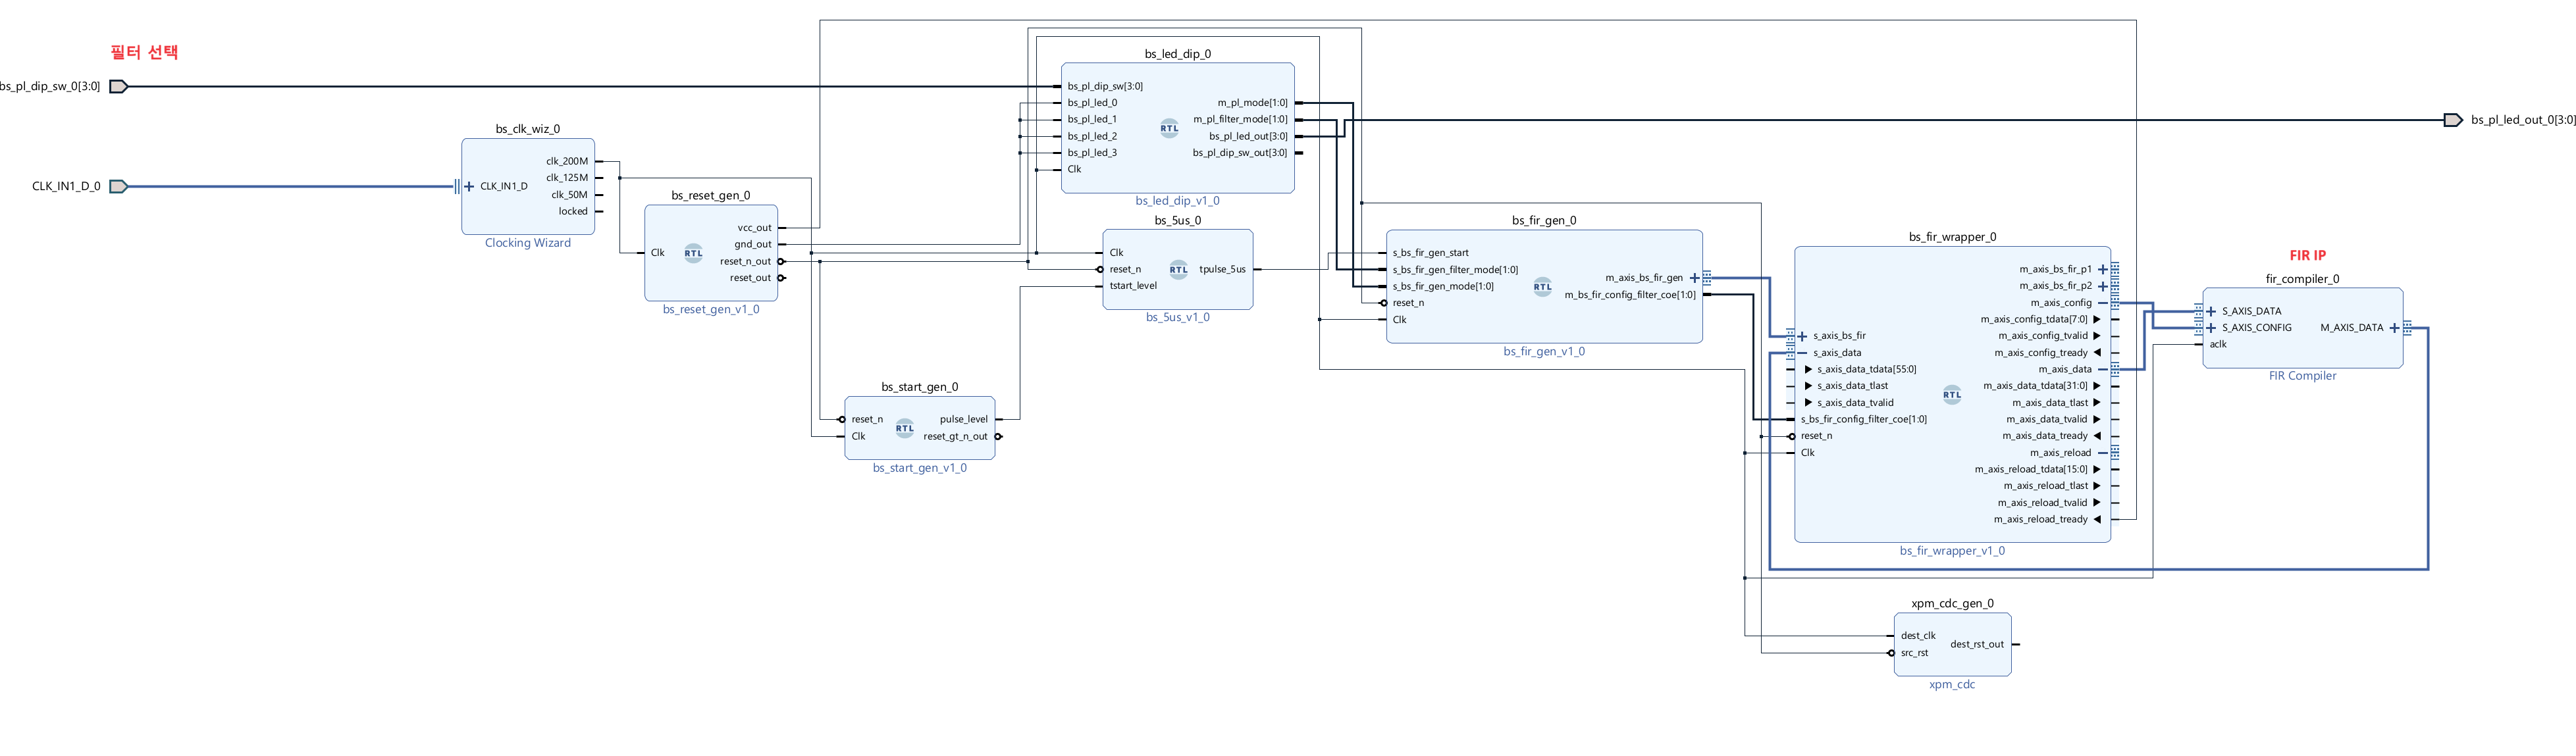 필터 선택
bs_pl_dip_sw_0[3:0]
CLK_IN1_D_0
bs_clk_wiz_0
CLK_IN1_D
clk_200M
clk_125M
clk_50M
locked
Clocking Wizard
bs_reset_gen_0
Clk
RTL
vcc_out
gnd_out
reset_n_out
reset_out
bs_reset_gen_v1_0
bs_led_dip_0
bs_pl_dip_sw[3:0]
bs_pl_led_0
bs_pl_led_1
bs_pl_led_2
bs_pl_led_3
Clk
RTL
m_pl_mode[1:0]
m_pl_filter_mode[1:0]
bs_pl_led_out[3:0]
bs_pl_dip_sw_out[3:0]
bs_led_dip_v1_0
bs_5us_0
Clk
reset_n
tstart_level
RTL
tpulse_5us
bs_5us_v1_0
bs_start_gen_0
reset_n
Clk
RTL
pulse_level
reset_gt_n_out
bs_start_gen_v1_0
bs_fir_gen_0
s_bs_fir_gen_start
s_bs_fir_gen_filter_mode[1:0]
s_bs_fir_gen_mode[1:0]
reset_n
Clk
RTL
m_axis_bs_fir_gen
m_bs_fir_config_filter_coe[1:0]
bs_fir_gen_v1_0
bs_fir_wrapper_0
s_axis_bs_fir
s_axis_data
s_axis_data_tdata[55:0]
s_axis_data_tlast
s_axis_data_tvalid
s_bs_fir_config_filter_coe[1:0]
reset_n
Clk
RTL
m_axis_bs_fir_p1
m_axis_bs_fir_p2
m_axis_config
m_axis_config_tdata[7:0]
m_axis_config_tvalid
m_axis_config_tready
m_axis_data
m_axis_data_tdata[31:0]
m_axis_data_tlast
m_axis_data_tvalid
m_axis_data_tready
m_axis_reload
m_axis_reload_tdata[15:0]
m_axis_reload_tlast
m_axis_reload_tvalid
m_axis_reload_tready
bs_fir_wrapper_v1_0
FIR IP
fir_compiler_0
S_AXIS_DATA
S_AXIS_CONFIG
aclk
M_AXIS_DATA
FIR Compiler
xpm_cdc_gen_0
dest_clk
src_rst
dest_rst_out
xpm_cdc
bs_pl_led_out_0[3:0]